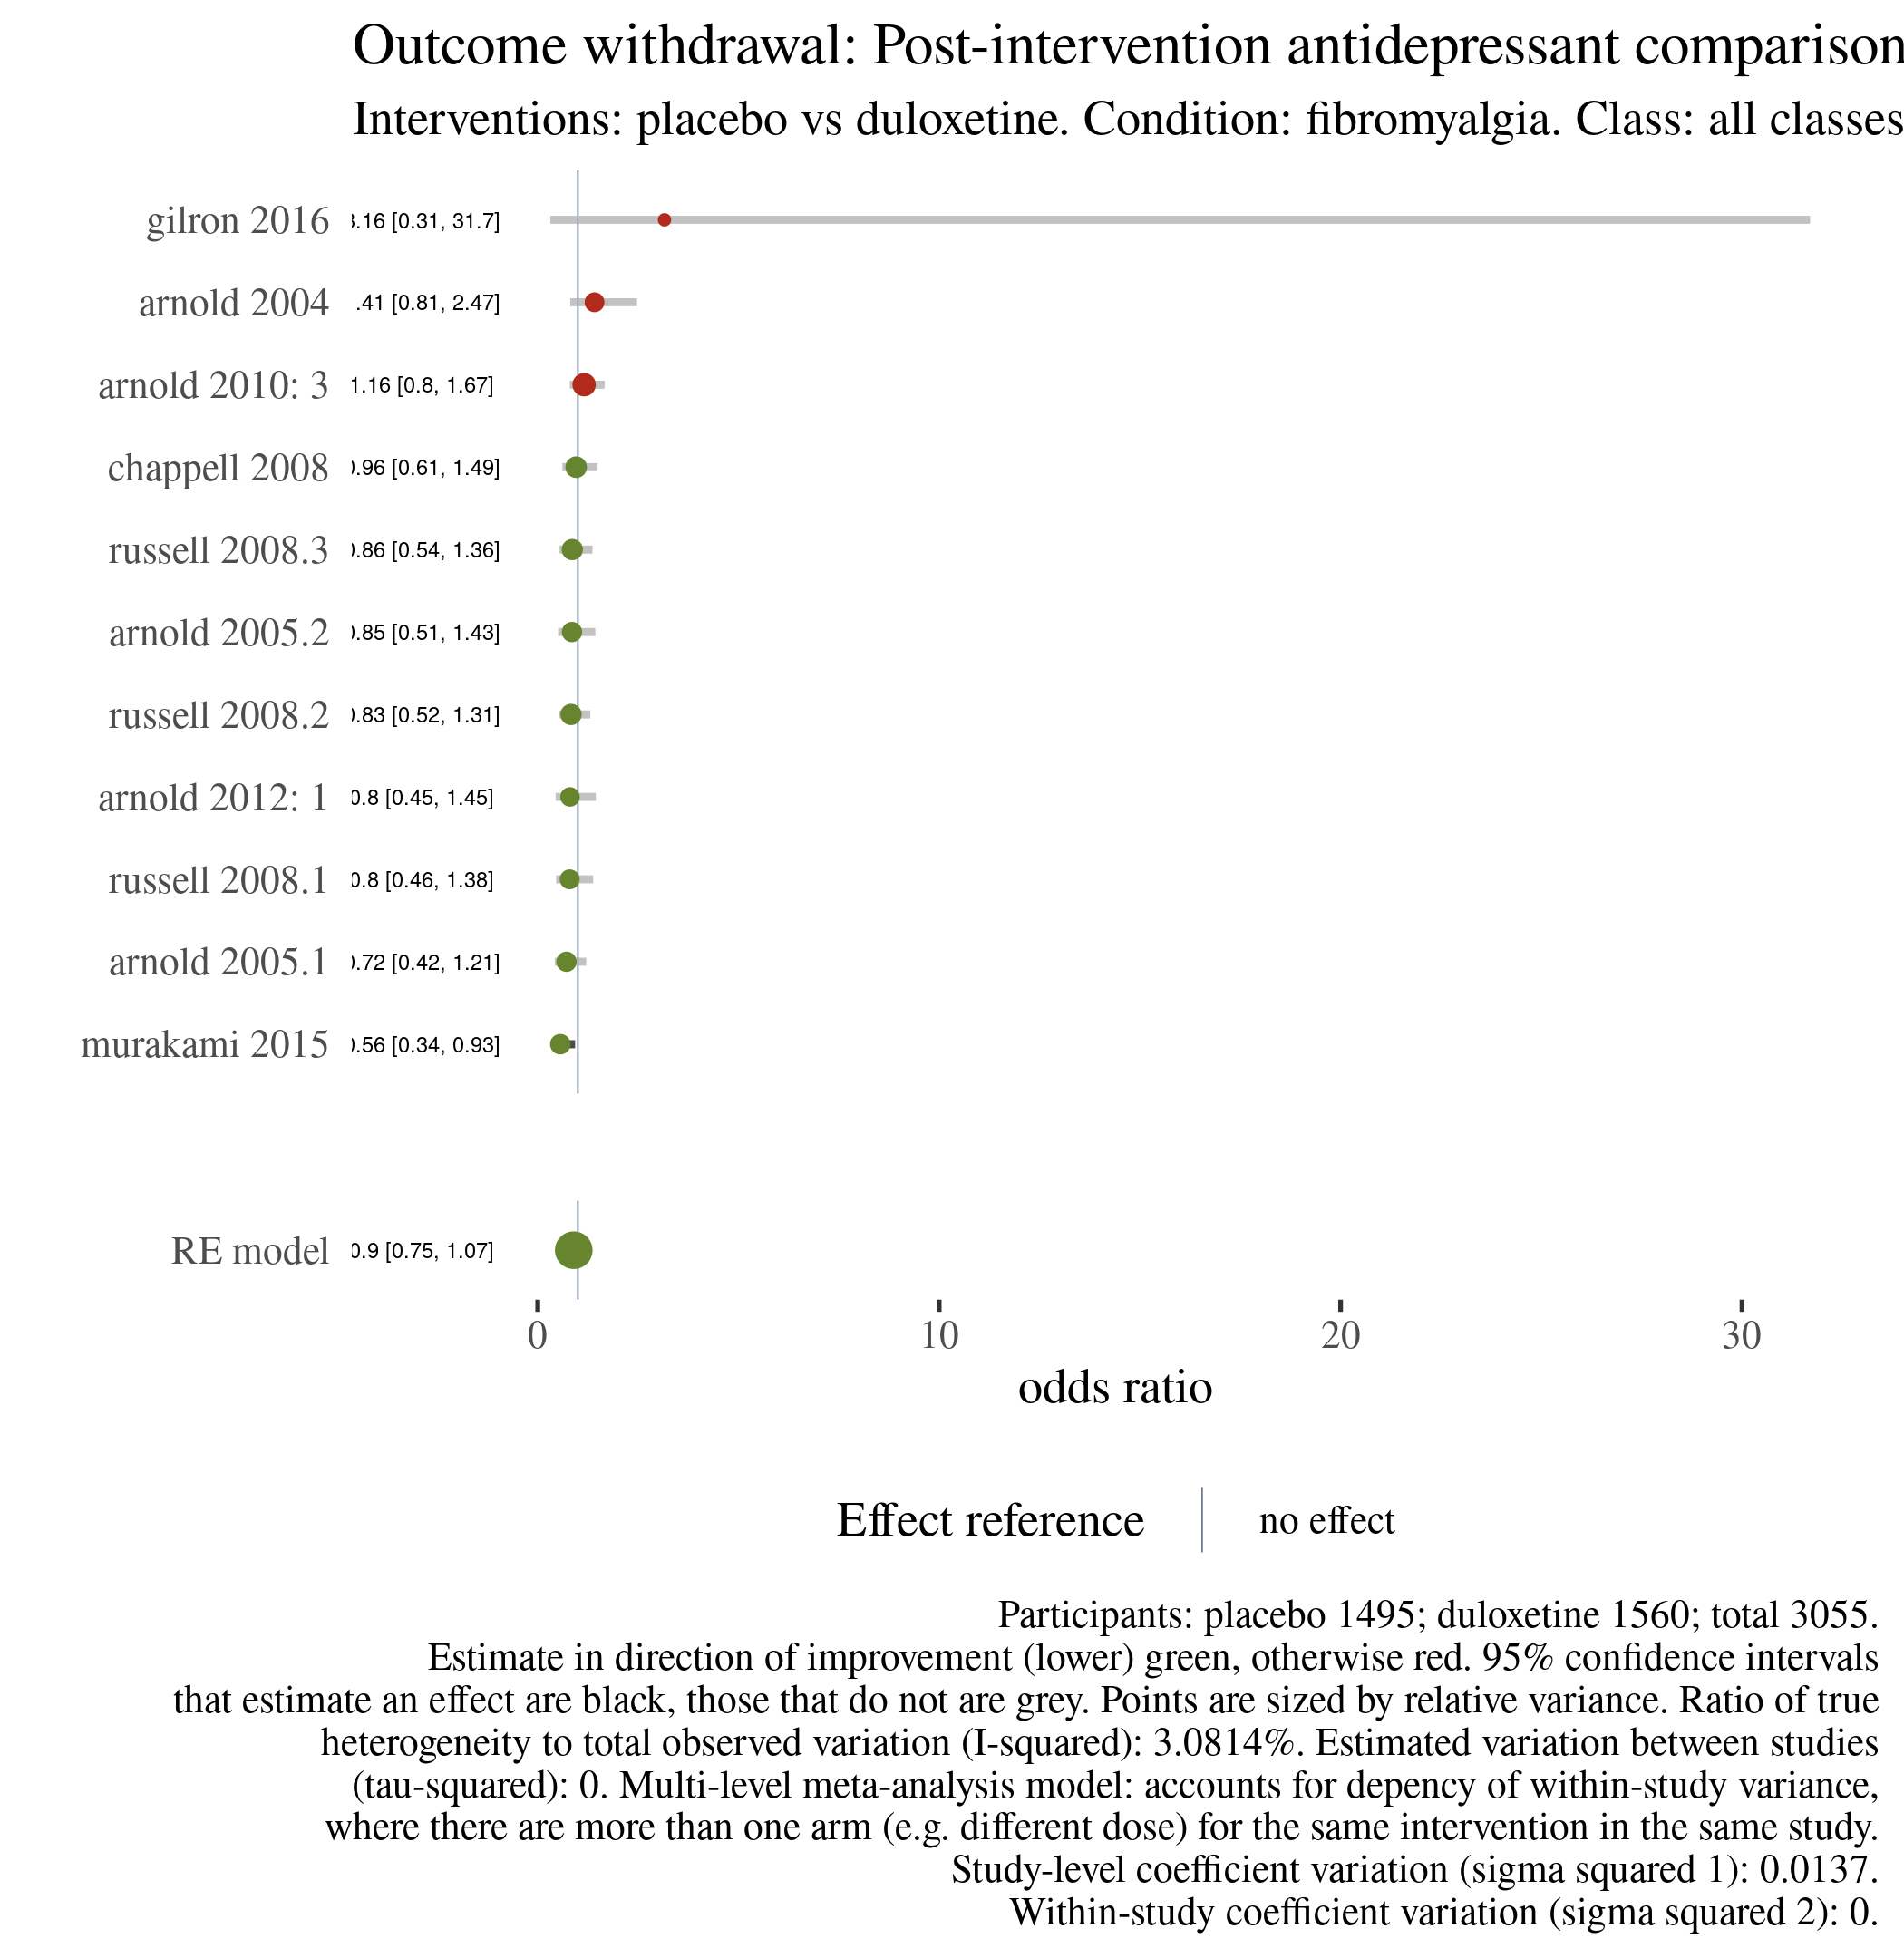 Outcome withdrawal: Post-intervention antidepressant comparison
Interventions: placebo vs duloxetine. Condition: fibromyalgia. Class: all classes
gilron 2016 .16 [0.31, 31.7]
arnold 2004 .41 [0.81, 2.47]
arnold 2010: 3 1.16 [0.8, 1.67]
chappell 2008 .96 [0.61, 1.49]
russell 2008.3 .86 [0.54, 1.36]
arnold 2005.2 .85 [0.51, 1.43]
russell 2008.2 .83 [0.52, 1.31]
arnold 2012: 1 0.8 [0.45, 1.45]
russell 2008.1 0.8 [0.46, 1.38]
arnold 2005.1 .72 [0.42, 1.21]
murakami 2015 .56 [0.34, 0.93]
RE model 0.9 [0.75, 1.07]
0 10 20 30
odds ratio
Effect reference no effect
Participants: placebo 1495; duloxetine 1560; total 3055.
Estimate in direction of improvement (lower) green, otherwise red. 95% confidence intervals
that estimate an effect are black, those that do not are grey. Points are sized by relative variance. Ratio of true
heterogeneity to total observed variation (I-squared): 3.0814%. Estimated variation between studies
(tau-squared): 0. Multi-level meta-analysis model: accounts for depency of within-study variance,
where there are more than one arm (e.g. different dose) for the same intervention in the same study.
Study-level coefficient variation (sigma squared 1): 0.0137.
Within-study coefficient variation (sigma squared 2): 0.